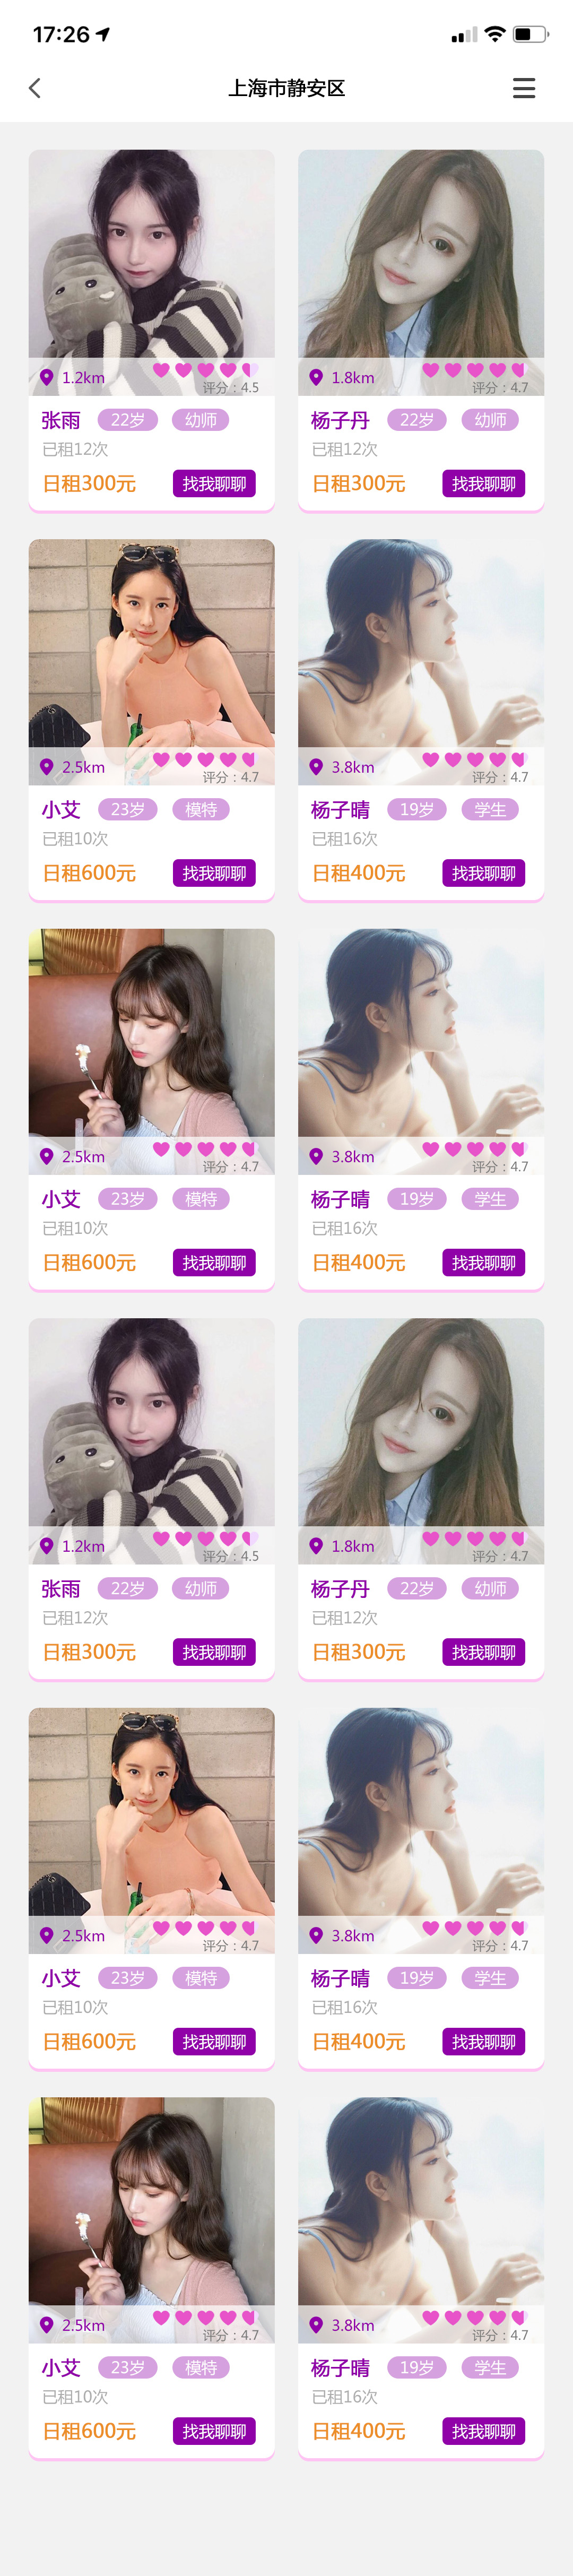 17:26
上海市静安区
1.2km
评分：4.5
张雨 22岁 幼师
已租12次
日租300元 找我聊聊
1.8km
评分：4.7
杨子丹 22岁 幼师
已租12次
日租300元 找我聊聊
2.5km
评分：4.7
小艾 23岁 模特
已租10次
日租600元 找我聊聊
3.8km
评分：4.7
杨子晴 19岁 学生
已租16次
日租400元 找我聊聊
2.5km
评分：4.7
小艾 23岁 模特
已租10次
日租600元 找我聊聊
3.8km
评分：4.7
杨子晴 19岁 学生
已租16次
日租400元 找我聊聊
1.2km
评分：4.5
张雨 22岁 幼师
已租12次
日租300元 找我聊聊
1.8km
评分：4.7
杨子丹 22岁 幼师
已租12次
日租300元 找我聊聊
2.5km
评分：4.7
小艾 23岁 模特
已租10次
日租600元 找我聊聊
3.8km
评分：4.7
杨子晴 19岁 学生
已租16次
日租400元 找我聊聊
2.5km
评分：4.7
小艾 23岁 模特
已租10次
日租600元 找我聊聊
3.8km
评分：4.7
杨子晴 19岁 学生
已租16次
日租400元 找我聊聊